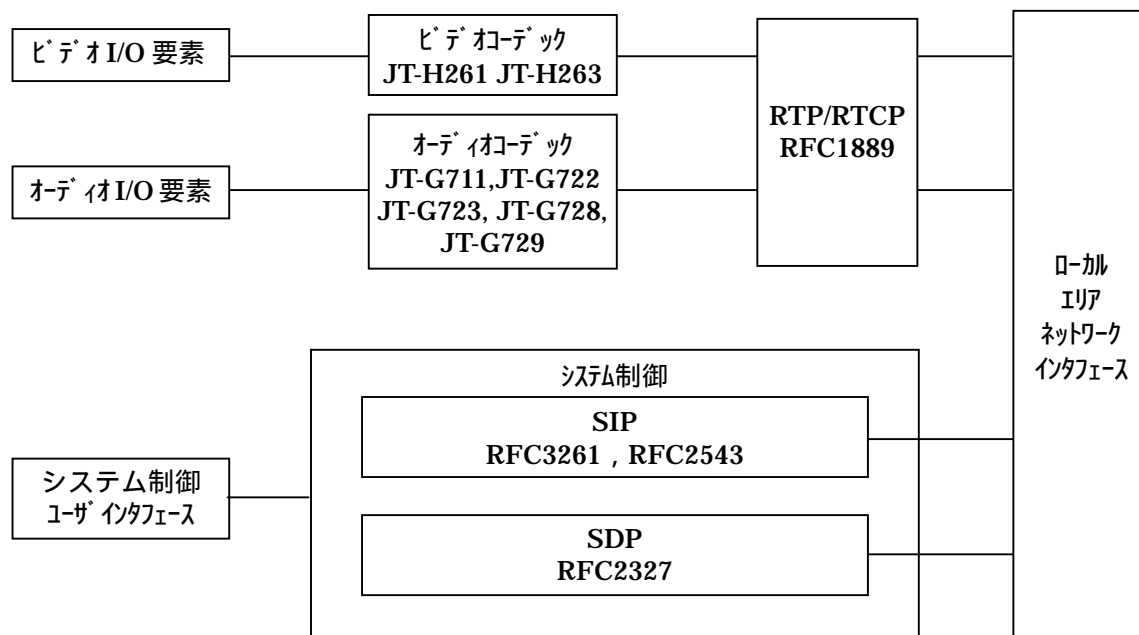 ﾋﾞﾃﾞｵ I/O 要素
ﾋﾞﾃﾞｵｺｰﾃﾞｯｸ
JT-H261 JT-H263
RTP/RTCP
RFC1889
ｵｰﾃﾞｨｵ I/O 要素
ｵｰﾃﾞｨｵｺｰﾃﾞｯｸ
JT-G711,JT-G722
JT-G723, JT-G728,
JT-G729
ﾛｰｶﾙ
ｴﾘｱ
ﾈｯﾄﾜｰｸ
ｲﾝﾀﾌｪｰｽ
システム制御
ﾕｰｻﾞｲﾝﾀﾌｪｰｽ
ｼｽﾃﾑ制御
SIP
RFC3261 , RFC2543
SDP
RFC2327